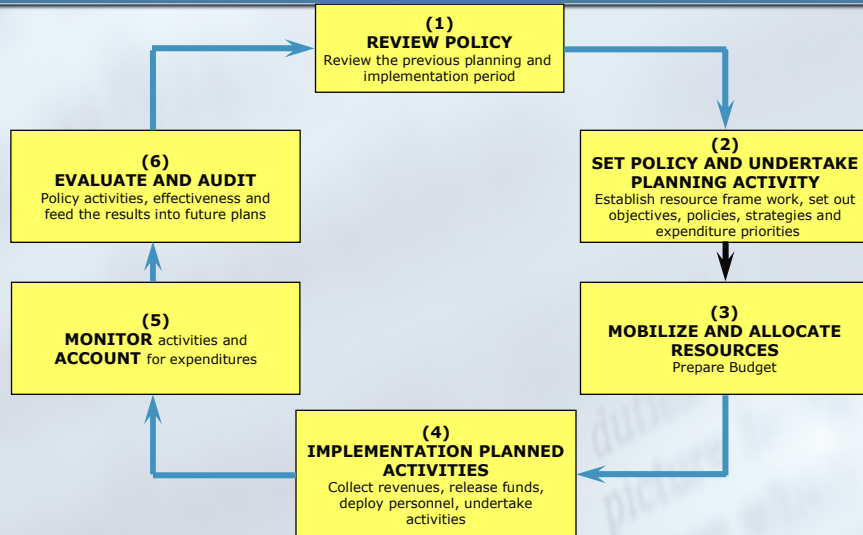 (1)
REVIEW POLICY
Review the previous planning and
implementation period
(2)
SET POLICY AND UNDERTAKE
PLANNING ACTIVITY
Establish resource frame work, set out
objectives, policies, strategies and
expenditure priorities
(3)
MOBILIZE AND ALLOCATE
RESOURCES
Prepare Budget
(4)
IMPLEMENTATION PLANNED
ACTIVITIES
Collect revenues, release funds,
deploy personnel, undertake
activities
(5)
MONITOR activities and
ACCOUNT for expenditures
(6)
EVALUATE AND AUDIT
Policy activities, effectiveness and
feed the results into future plans